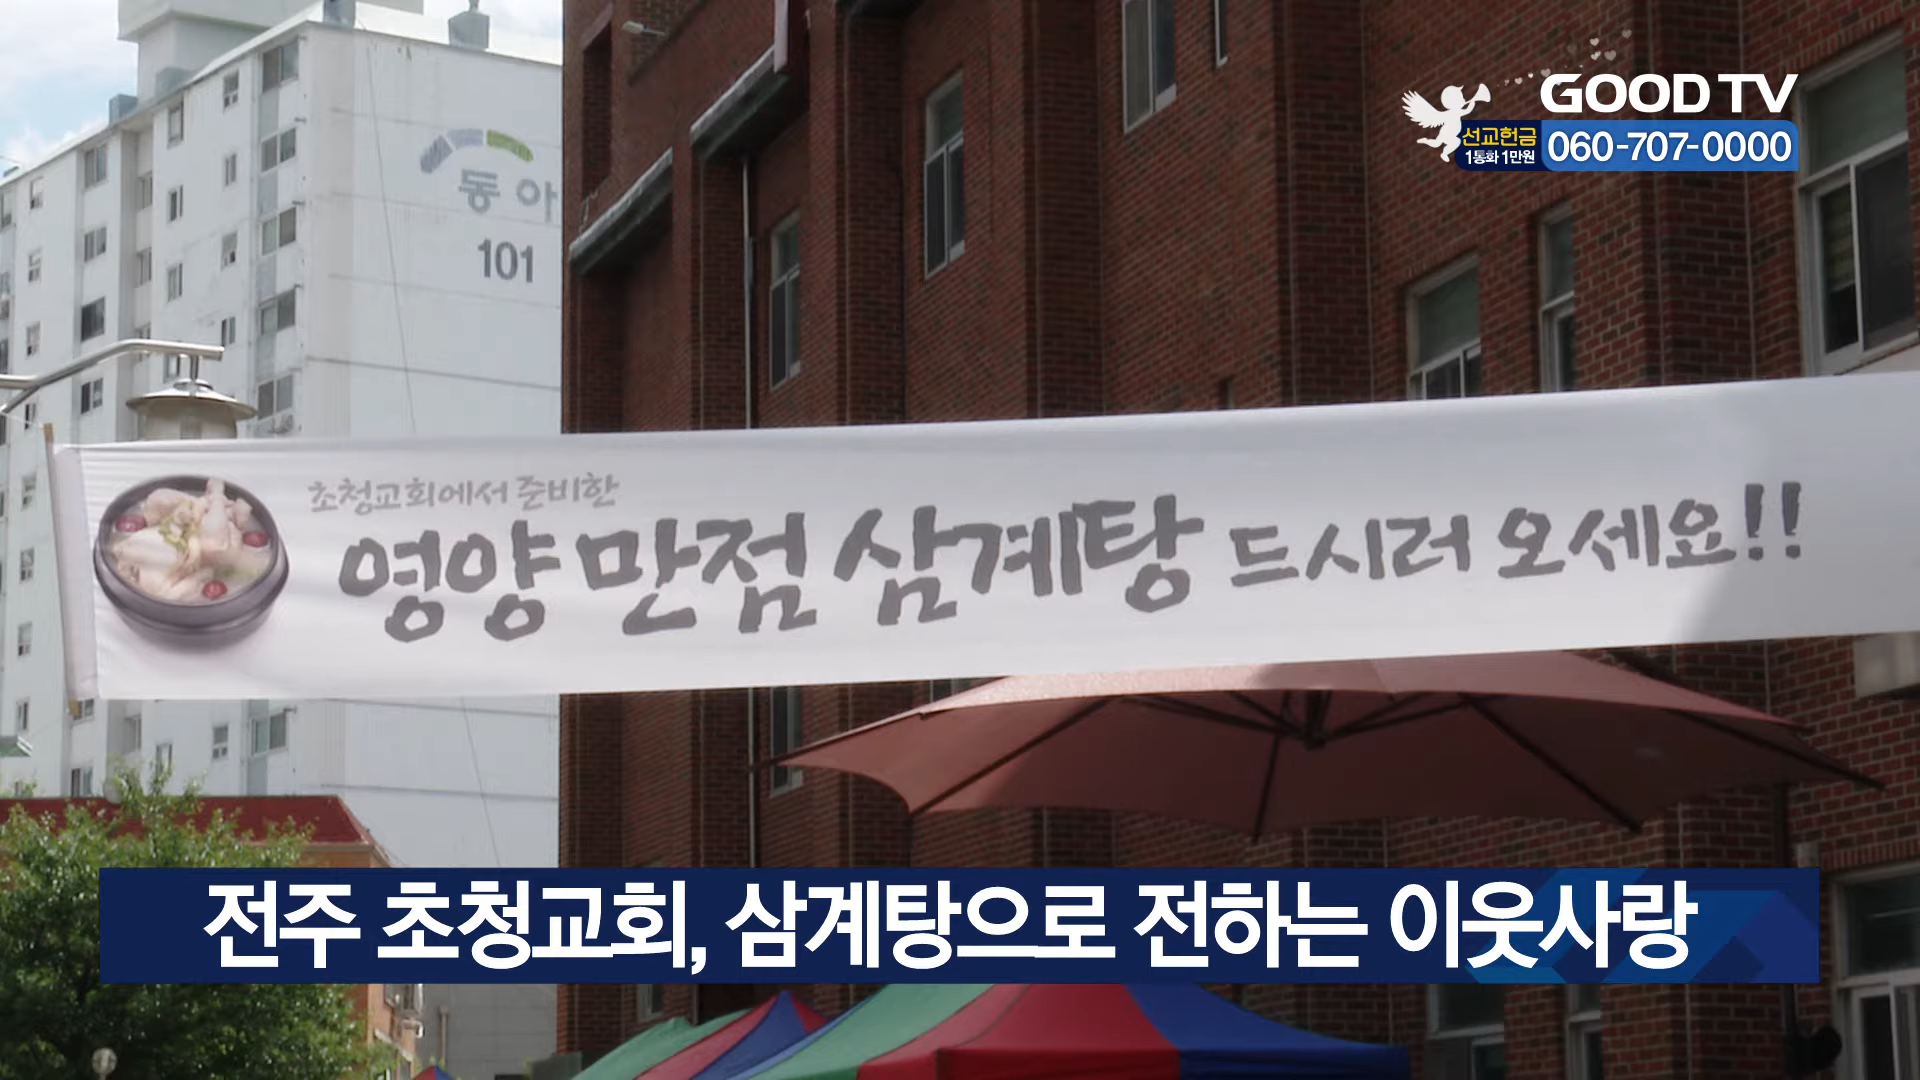 GOOD TV
선교헌금
1통화 1만원
060-707-0000
동아
101
초청교회에서 준비한
영양 만점 삼계탕 드시러 오세요!!
전주 초청교회, 삼계탕으로 전하는 이웃사랑